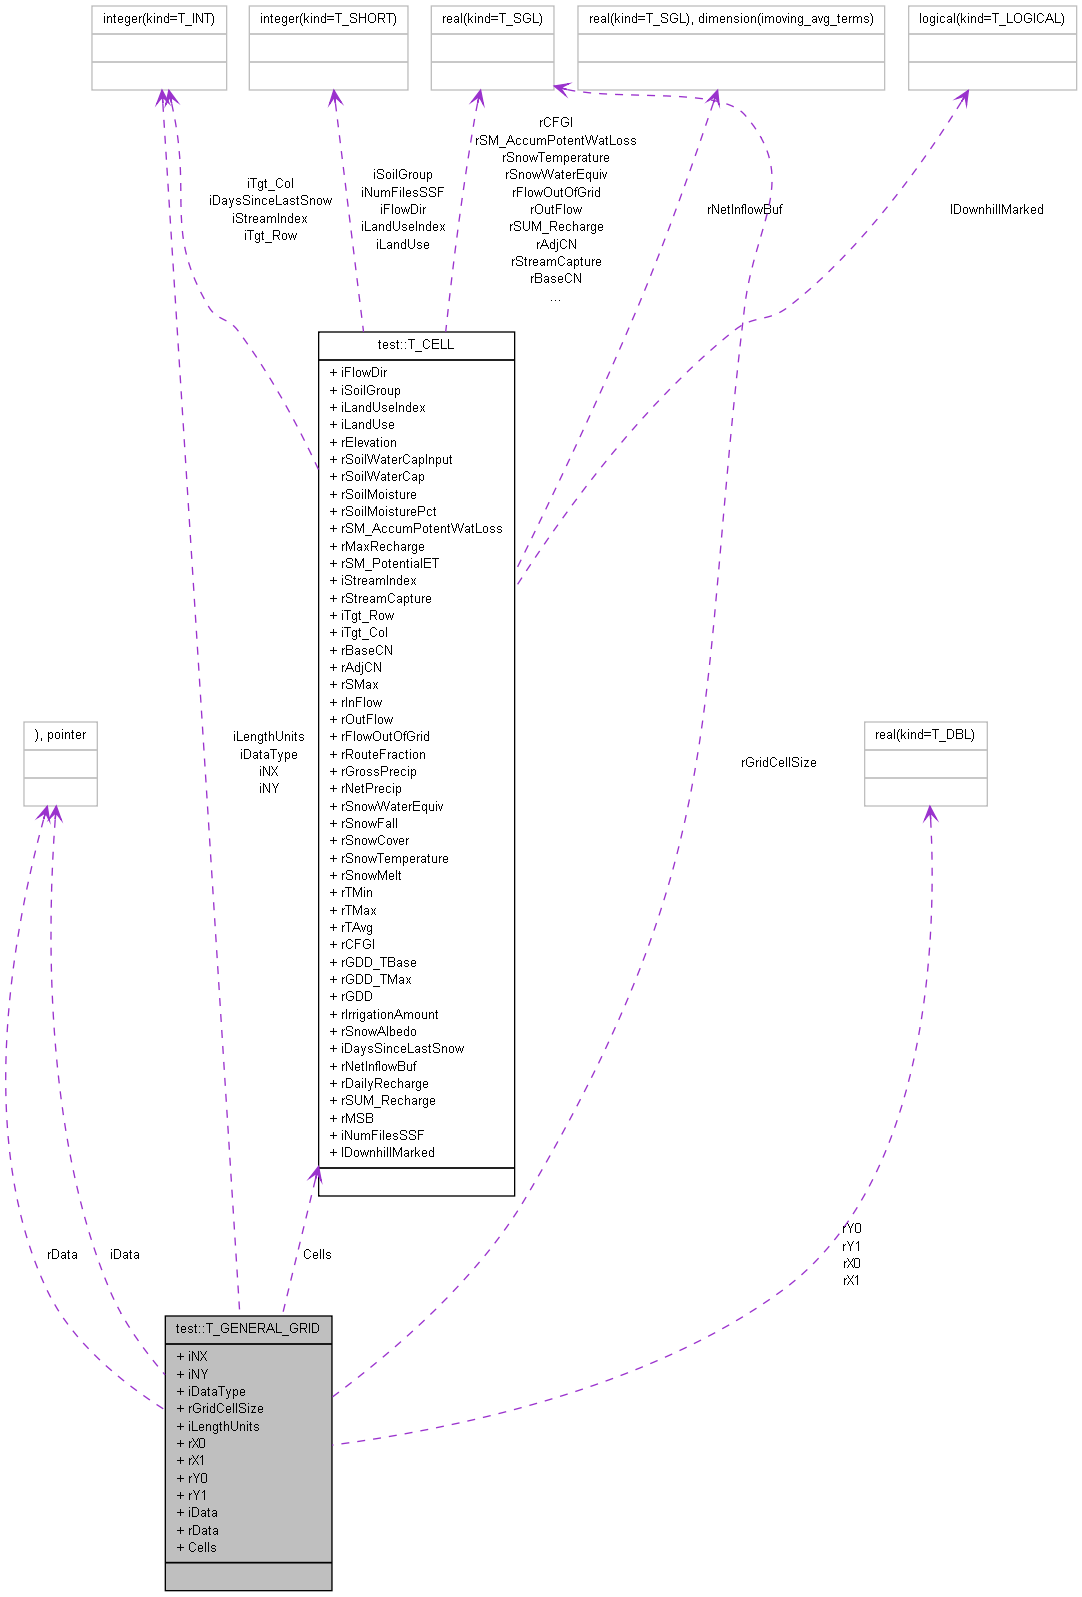 integer(kind=T_INT)
integer(kind=T_SHORT)
real(kind=T_SGL)
real(kind=T_SGL), dimension(imoving_avg_terms)
logical(kind=T_LOGICAL)
iTgt_Col
iDaysSinceLastSnow
iStreamIndex
iTgt_Row
iSoilGroup
iNumFilesSSF
iFlowDir
iLandUseIndex
iLandUse
rCFGI
rSM_AccumPotentWatLoss
rSnowTemperature
rSnowWaterEquiv
rFlowOutOfGrid
rOutFlow
rSUM_Recharge
rAdjCN
rStreamCapture
rBaseCN
...
rNetInflowBuf
lDownhillMarked
test::T_CELL
+ iFlowDir
+ iSoilGroup
+ iLandUseIndex
+ iLandUse
+ rElevation
+ rSoilWaterCapInput
+ rSoilWaterCap
+ rSoilMoisture
+ rSoilMoisturePct
+ rSM_AccumPotentWatLoss
+ rMaxRecharge
+ rSM_PotentialET
+ iStreamIndex
+ rStreamCapture
+ iTgt_Row
+ iTgt_Col
+ rBaseCN
+ rAdjCN
+ rSMax
+ rInFlow
+ rOutFlow
+ rFlowOutOfGrid
+ rRouteFraction
+ rGrossPrecip
+ rNetPrecip
+ rSnowWaterEquiv
+ rSnowFall
+ rSnowCover
+ rSnowTemperature
+ rSnowMelt
+ rTMin
+ rTMax
+ rTAvg
+ rCFGI
+ rGDD_TBase
+ rGDD_TMax
+ rGDD
+ rIrrigationAmount
+ rSnowAlbedo
+ iDaysSinceLastSnow
+ rNetInflowBuf
+ rDailyRecharge
+ rSUM_Recharge
+ rMSB
+ iNumFilesSSF
+ lDownhillMarked
), pointer
iLengthUnits
iDataType
iNX
iNY
rGridCellSize
real(kind=T_DBL)
rData
iData
Cells
rY0
rY1
rX0
rX1
test::T_GENERAL_GRID
+ iNX
+ iNY
+ iDataType
+ rGridCellSize
+ iLengthUnits
+ rX0
+ rX1
+ rY0
+ rY1
+ iData
+ rData
+ Cells